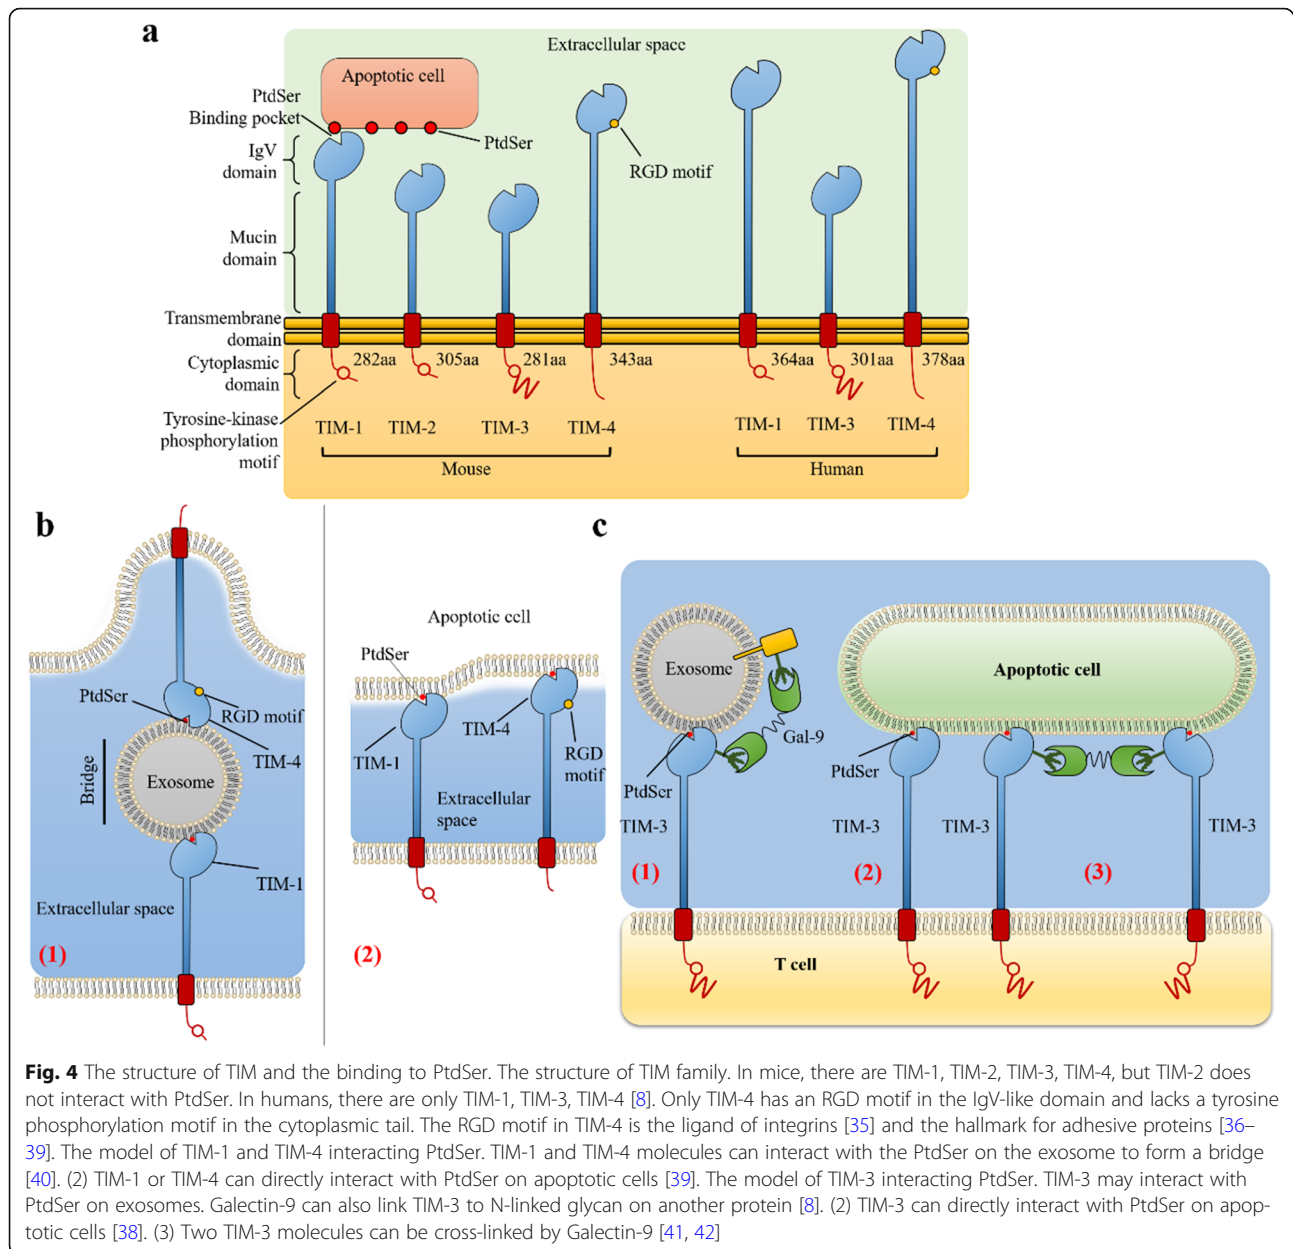 a
Extracellular space
Apoptotic cell
PtdSer
Binding pocket
PtdSer
IgV
domain
RGD motif
Mucin
domain
Transmembrane
domain
Cytoplasmic
domain
282aa
305aa
281aa
343aa
364aa
301aa
378aa
Tyrosine-kinase
phosphorylation
motif
TIM-1
TIM-2
TIM-3
TIM-4
TIM-1
TIM-3
TIM-4
Mouse
Human
b
PtdSer
RGD motif
TIM-4
Bridge
Exosome
TIM-1
Extracellular space
(1)
Apoptotic cell
PtdSer
TIM-4
TIM-1
RGD
motif
Extracellular
space
(2)
c
Exosome
Gal-9
PtdSer
TIM-3
(1)
Apoptotic cell
PtdSer
TIM-3
(2)
TIM-3
(3)
TIM-3
T cell
Fig. 4 The structure of TIM and the binding to PtdSer. The structure of TIM family. In mice, there are TIM-1, TIM-2, TIM-3, TIM-4, but TIM-2 does
not interact with PtdSer. In humans, there are only TIM-1, TIM-3, TIM-4 [8]. Only TIM-4 has an RGD motif in the IgV-like domain and lacks a tyrosine
phosphorylation motif in the cytoplasmic tail. The RGD motif in TIM-4 is the ligand of integrins [35] and the hallmark for adhesive proteins [36–
39]. The model of TIM-1 and TIM-4 interacting PtdSer. TIM-1 and TIM-4 molecules can interact with the PtdSer on the exosome to form a bridge
[40]. (2) TIM-1 or TIM-4 can directly interact with PtdSer on apoptotic cells [39]. The model of TIM-3 interacting PtdSer. TIM-3 may interact with
PtdSer on exosomes. Galectin-9 can also link TIM-3 to N-linked glycan on another protein [8]. (2) TIM-3 can directly interact with PtdSer on apop-
totic cells [38]. (3) Two TIM-3 molecules can be cross-linked by Galectin-9 [41, 42]